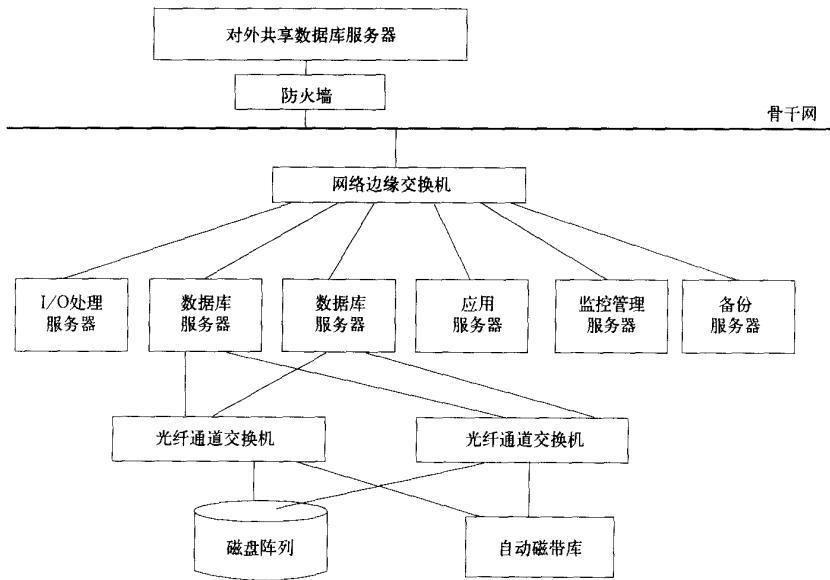 对外共享数据库服务器
防火墙
骨干网
网络边缘交换机
I/O处理
服务器
数据库
服务器
数据库
服务器
应用
服务器
监控管理
服务器
备份
服务器
光纤通道交换机
光纤通道交换机
磁盘阵列
自动磁带库